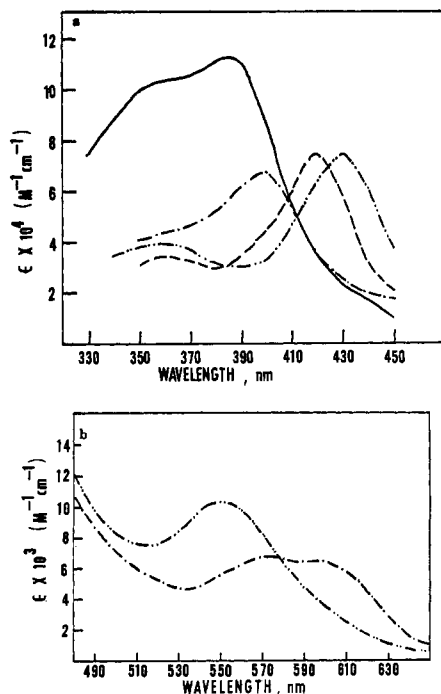 a
12
10
8
6
4
2
ϵ X 10⁴ (M⁻¹cm⁻¹)
330 350 370 390 410 430 450
WAVELENGTH , nm
b
14
12
10
8
6
4
2
ϵ X 10³ (M⁻¹cm⁻¹)
490 510 530 550 570 590 610 630
WAVELENGTH, nm